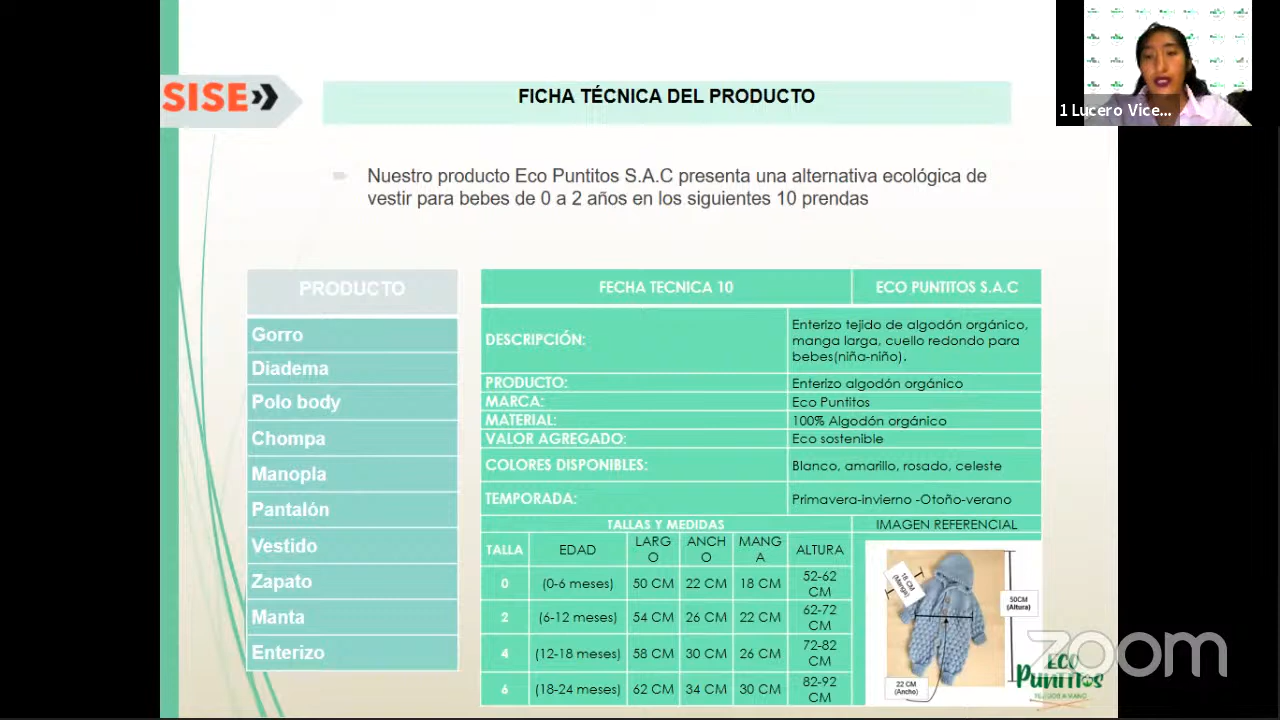 SISE
FICHA TÉCNICA DEL PRODUCTO
1 Lucero Vice...
Nuestro producto Eco Puntitos S.A.C presenta una alternativa ecológica de
vestir para bebes de 0 a 2 años en los siguientes 10 prendas
PRODUCTO
Gorro
Diadema
Polo body
Chompa
Manopla
Pantalón
Vestido
Zapato
Manta
Enterizo
FECHA TECNICA 10 ECO PUNTITOS S.A.C
DESCRIPCIÓN:
Enterizo tejido de algodón orgánico,
manga larga, cuello redondo para
bebes(niña-niño).
PRODUCTO: Enterizo algodón orgánico
MARCA: Eco Puntitos
MATERIAL: 100% Algodón orgánico
VALOR AGREGADO: Eco sostenible
COLORES DISPONIBLES: Blanco, amarillo, rosado, celeste
TEMPORADA: Primavera-invierno -Otoño-verano
TALLAS Y MEDIDAS IMAGEN REFERENCIAL
TALLA EDAD LARGO ANCHO MANGA ALTURA
0 (0-6 meses) 50 CM 22 CM 18 CM 52-62 CM
2 (6-12 meses) 54 CM 26 CM 22 CM 62-72 CM
4 (12-18 meses) 58 CM 30 CM 26 CM 72-82 CM
6 (18-24 meses) 62 CM 34 CM 30 CM 82-92 CM
18 CM
(Manga)
50CM
(Altura)
22 CM
(Ancho)
ECO
Puntitos
TEJIDOS A MANO
zoom